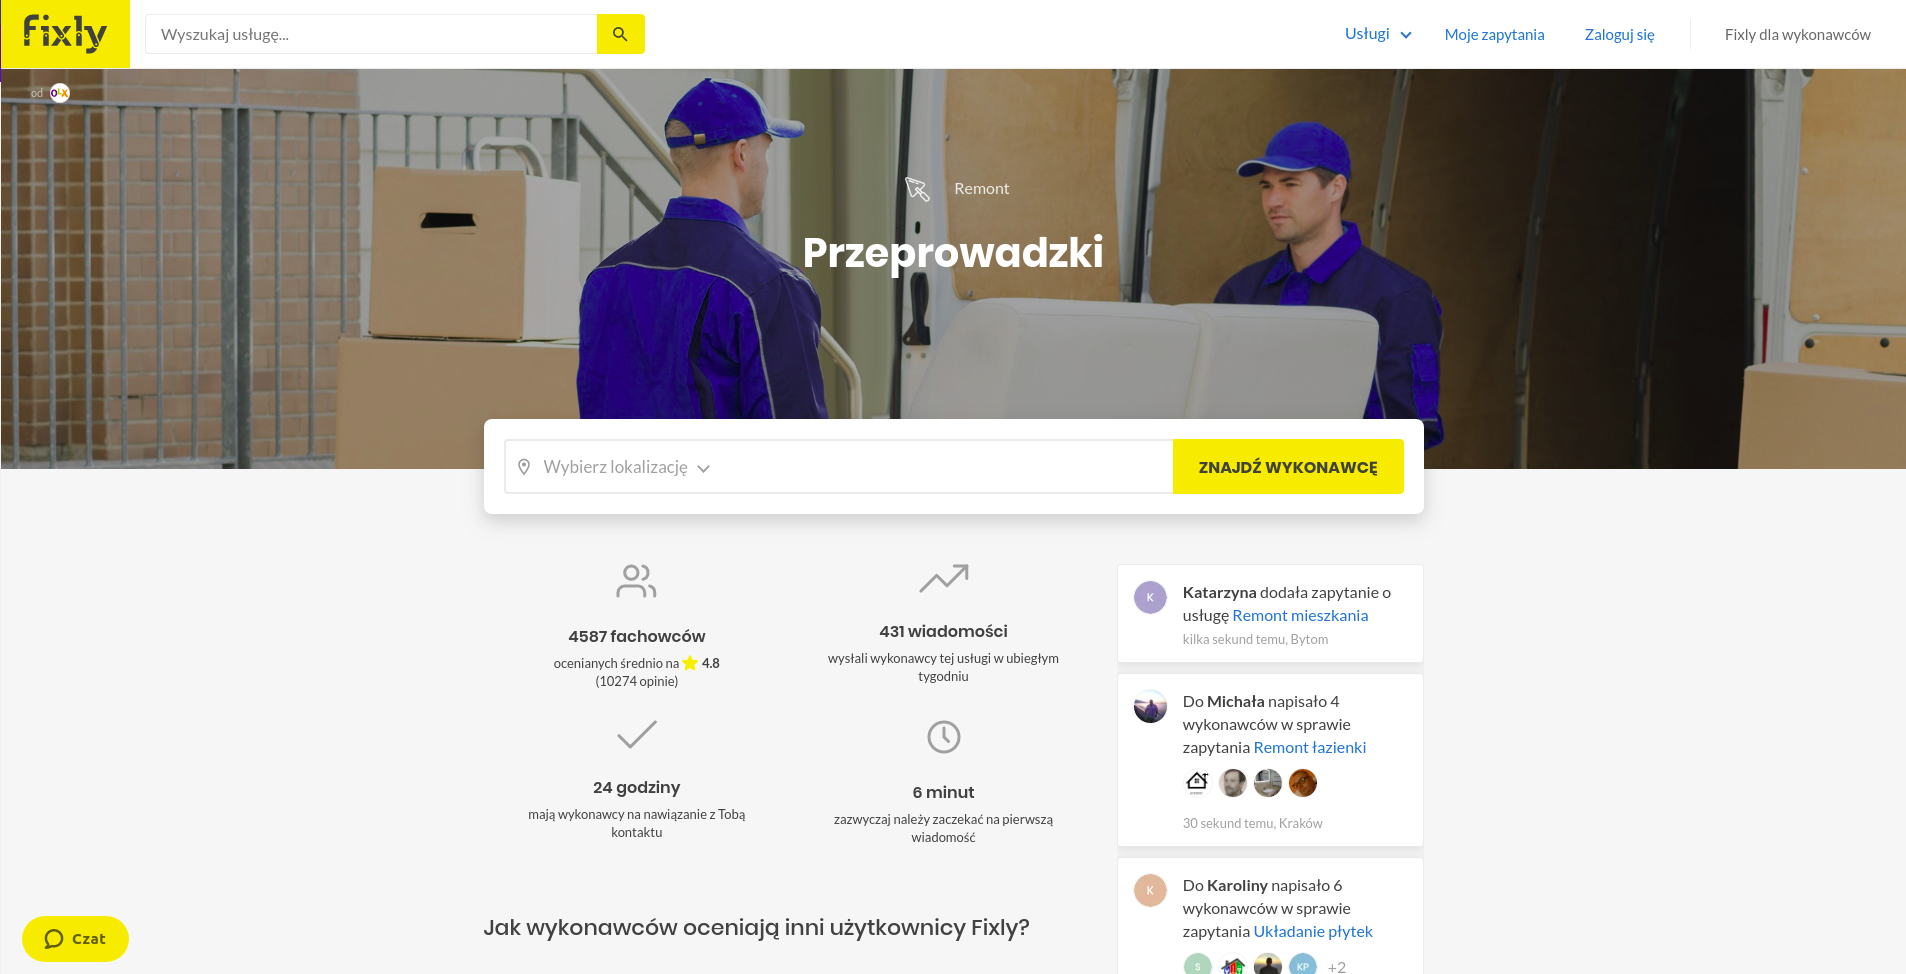 fixly
Wyszukaj usługę...
Usługi
Moje zapytania
Zaloguj się
Fixly dla wykonawców
od OLX
Remont
Przeprowadzki
Wybierz lokalizację
ZNAJDŹ WYKONAWCĘ
4587 fachowców
ocenianych średnio na 4.8
(10274 opinie)
431 wiadomości
wysłali wykonawcy tej usługi w ubiegłym
tygodniu
24 godziny
mają wykonawcy na nawiązanie z Tobą
kontaktu
6 minut
zazwyczaj należy zaczekać na pierwszą
wiadomość
Jak wykonawców oceniają inni użytkownicy Fixly?
K
Katarzyna dodała zapytanie o
usługę Remont mieszkania
kilka sekund temu, Bytom
Do Michała napisało 4
wykonawców w sprawie
zapytania Remont łazienki
30 sekund temu, Kraków
K
Do Karoliny napisało 6
wykonawców w sprawie
zapytania Układanie płytek
S
KP
+2
Czat